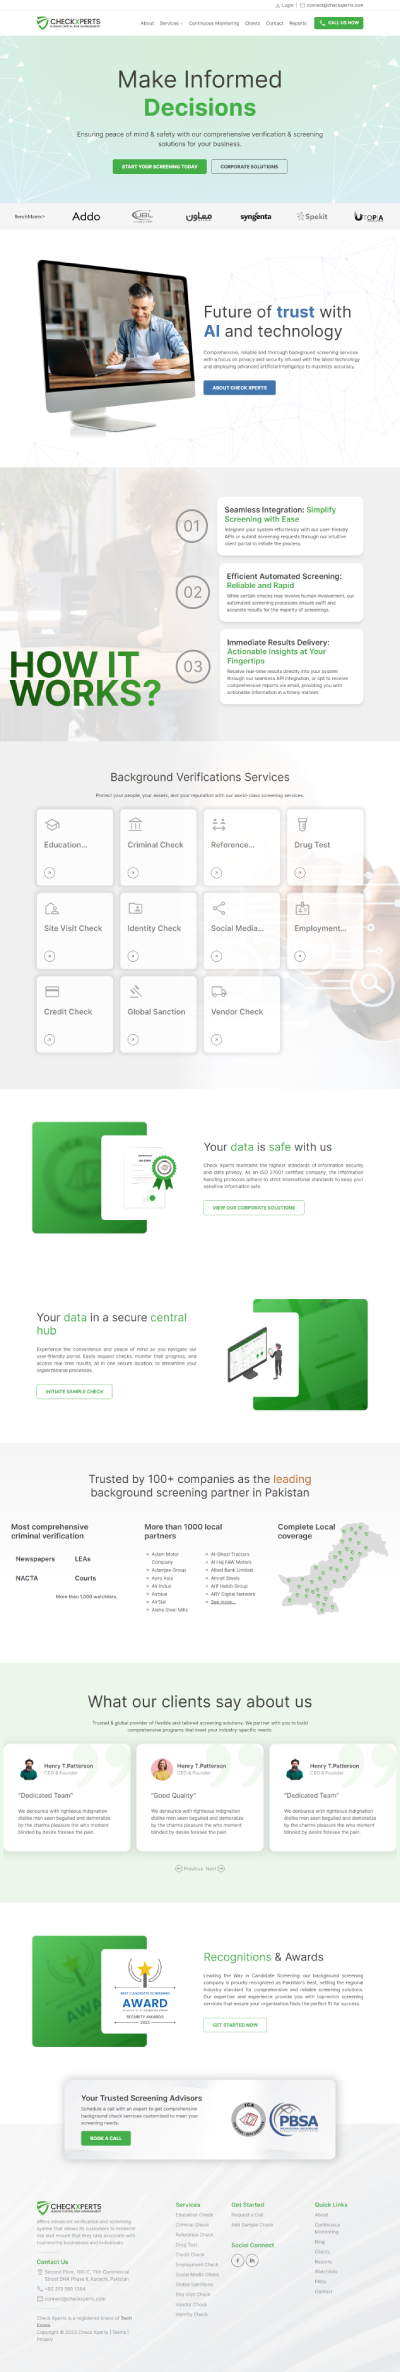 Login | connect@checkxperts.com
CHECKXPERTS
About Services Continuous Monitoring Clients Contact Reports CALL US NOW
Make Informed
Decisions
Ensuring peace of mind & safety with our comprehensive verification & screening
solutions for your business.
START YOUR SCREENING TODAY CORPORATE SOLUTIONS
BenchMatrix Addo UBL معاون syngenta Spekit UTOPIA
Future of trust with
AI and technology
Comprehensive, reliable and thorough background screening services
with a focus on privacy and security infused with the latest technology
and employing advanced artificial intelligence to maximize accuracy.
ABOUT CHECK XPERTS
HOW IT
WORKS?
01
Seamless Integration: Simplify
Screening with Ease
Integrate your system effortlessly with our user-friendly
APIs or submit screening requests through our intuitive
client portal to initiate the process.
02
Efficient Automated Screening:
Reliable and Rapid
While certain checks may involve human involvement, our
automated screening processes ensure swift and
accurate results for the majority of screenings.
03
Immediate Results Delivery:
Actionable Insights at Your
Fingertips
Receive real-time results directly into your system
through our seamless API integration, or opt to receive
comprehensive reports via email, providing you with
actionable information in a timely manner.
Background Verifications Services
Protect your people, your assets, and your reputation with our world-class screening services.
Education... Criminal Check Reference... Drug Test
Site Visit Check Identity Check Social Media... Employment...
Credit Check Global Sanction Vendor Check
Your data is safe with us
Check Xperts maintains the highest standards of information security
and data privacy. As an ISO 27001 certified company, the information
handling protocols adhere to strict international standards to keep your
sensitive information safe.
VIEW OUR CORPORATE SOLUTIONS
Your data in a secure central
hub
Experience the convenience and peace of mind as you navigate our
user-friendly portal. Easily request checks, monitor their progress, and
access real-time results, all in one secure location, to streamline your
organizational processes.
INITIATE SAMPLE CHECK
Trusted by 100+ companies as the leading
background screening partner in Pakistan
Most comprehensive
criminal verification
Newspapers LEAs
NACTA Courts
More than 1,000 watchlists.
More than 1000 local
partners
Adam Motor
Company
Adamjee Group
Ayra Asia
Air Indus
Airblue
AirSial
Aisha Steel Mills
Al-Ghazi Tractors
Al Haj FAW Motors
Allied Bank Limited
Amreli Steels
Arif Habib Group
ARY Digital Network
See more...
Complete Local
coverage
What our clients say about us
Trusted & global provider of flexible and tailored screening solutions. We partner with you to build
comprehensive programs that meet your industry-specific needs.
Henry T.Patterson
CEO & Founder
"Dedicated Team"
We denounce with righteous indignation
dislike men seen beguiled and demoralize
by the charms pleasure the who moment
blinded by desire foresee the pain.
Henry T.Patterson
CEO & Founder
"Good Quality"
We denounce with righteous indignation
dislike men seen beguiled and demoralize
by the charms pleasure the who moment
blinded by desire foresee the pain.
Henry T.Patterson
CEO & Founder
"Dedicated Team"
We denounce with righteous indignation
dislike men seen beguiled and demoralize
by the charms pleasure the who moment
blinded by desire foresee the pain.
Previous Next
BEST CANDIDATE SCREENING
AWARD
SECURITY AWARDS
2023
Recognitions & Awards
Leading the Way in Candidate Screening: our background screening
company is proudly recognized as Pakistan's Best, setting the regional
industry standard for comprehensive and reliable screening solutions.
Our expertise and experience provide you with top-notch screening
services that ensure your organization finds the perfect fit for success.
GET STARTED NOW
Your Trusted Screening Advisors
Schedule a call with an expert to get comprehensive
background check services customized to meet your
screening needs.
BOOK A CALL
PBSA
CHECKXPERTS
offers advanced verification and screening
system that allows its customers to minimize
risk and ensure that they only associate with
trustworthy businesses and individuals.
Contact Us
connect@checkxperts.com
Check Xperts is a registered brand of Tech
Copyright © 2023 Check Xperts | Terms |
Privacy
Services
Education Check
Criminal Check
Reference Check
Drug Test
Credit Check
Employment Check
Social Media Check
Global Sanctions
Site Visit Check
Vendor Check
Identity Check
Get Started
Request a Call
Add Sample Check
Social Connect
Quick Links
About
Continuous
Monitoring
Blog
Clients
Reports
Watchlists
FAQs
Contact